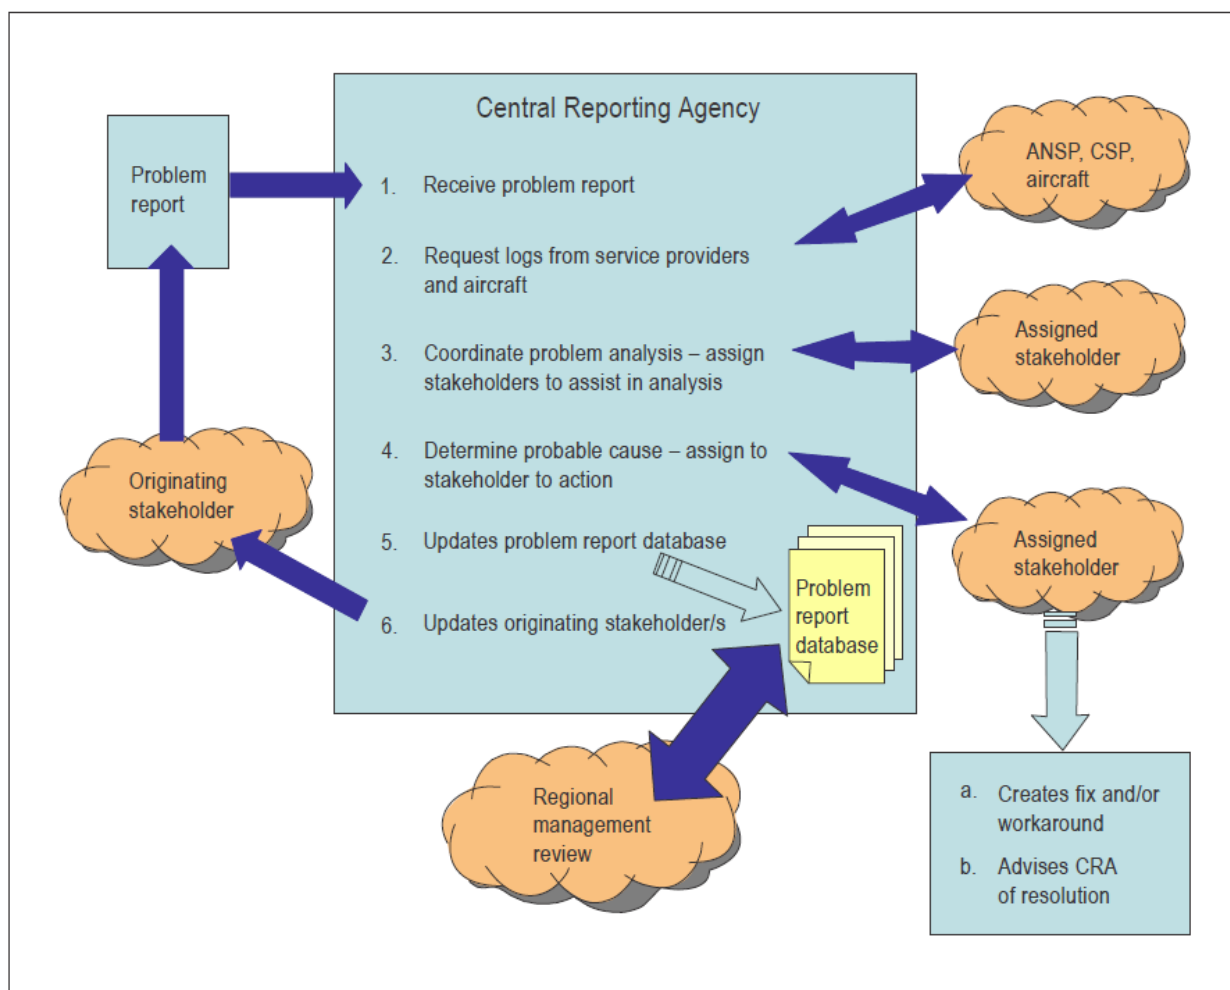 Central Reporting Agency
Problem
report
1. Receive problem report
2. Request logs from service providers
and aircraft
3. Coordinate problem analysis – assign
stakeholders to assist in analysis
4. Determine probable cause – assign to
stakeholder to action
5. Updates problem report database
6. Updates originating stakeholder/s
Problem
report
database
ANSP, CSP,
aircraft
Assigned
stakeholder
Assigned
stakeholder
Originating
stakeholder
Regional
management
review
a. Creates fix and/or
workaround
b. Advises CRA
of resolution